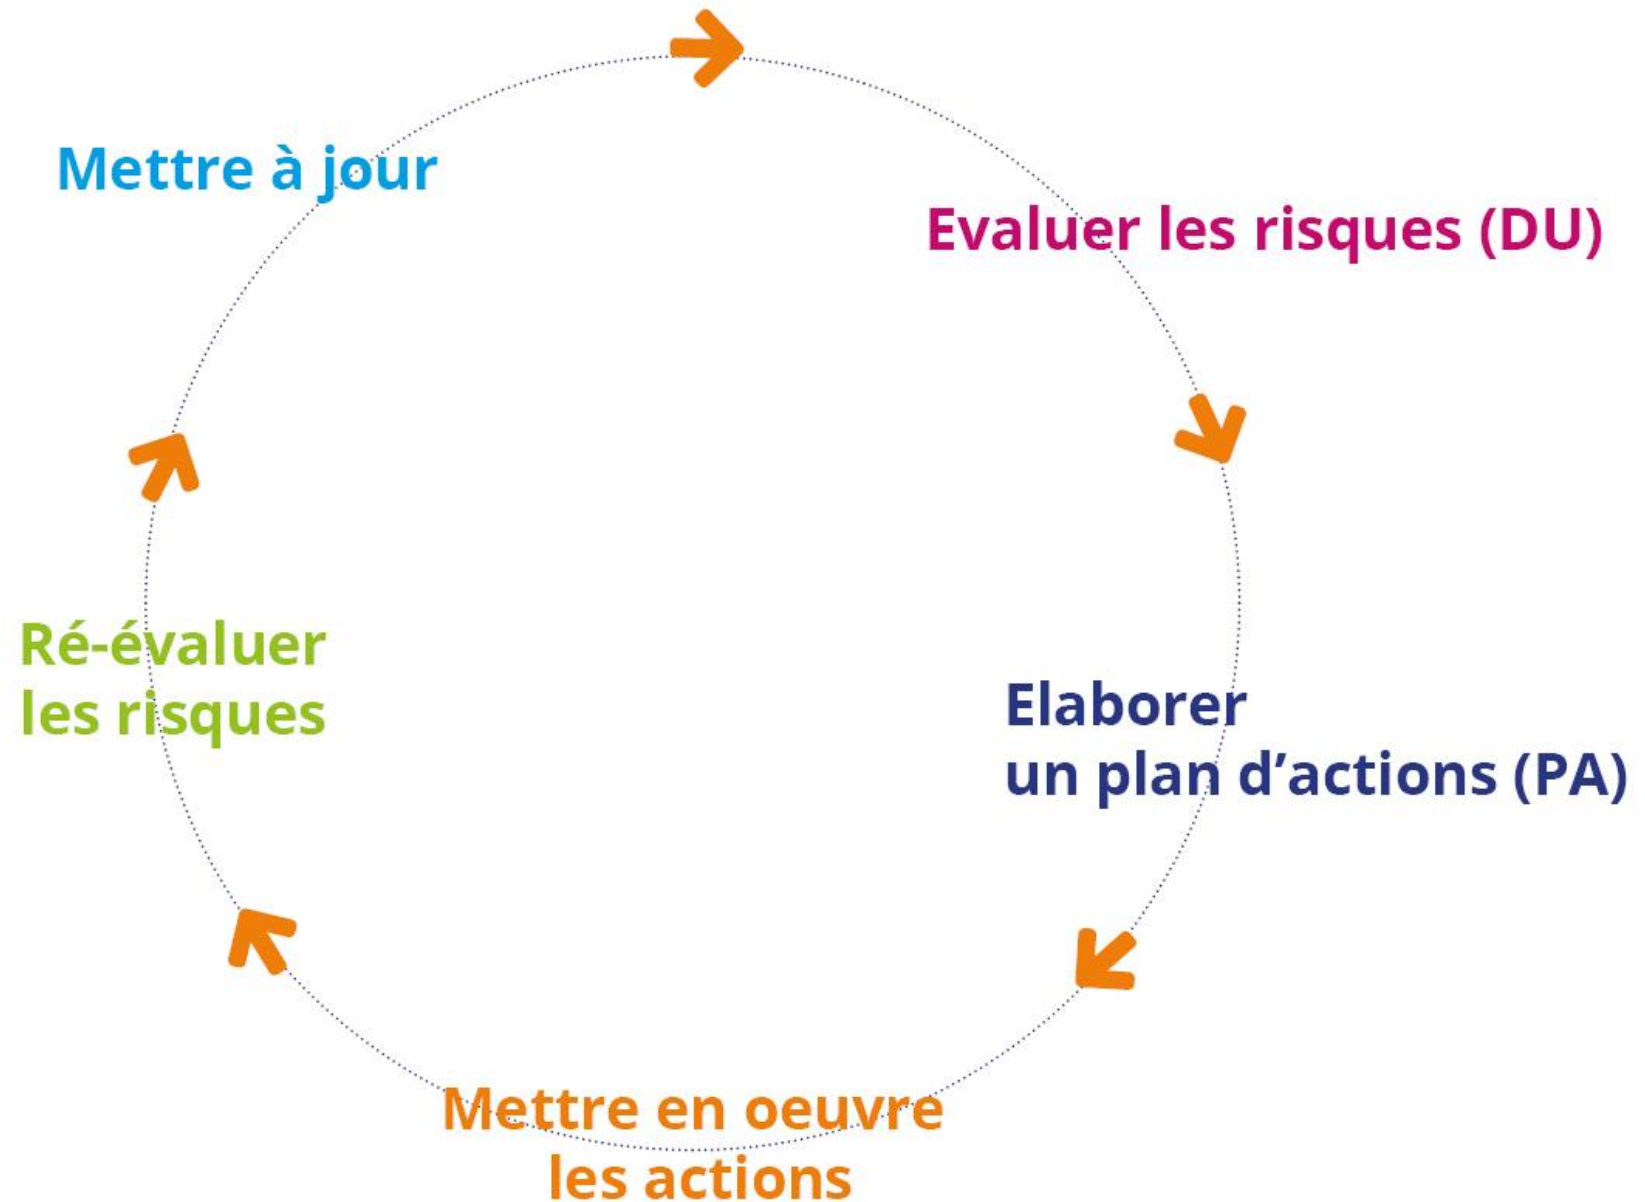 Mettre à jour
Evaluer les risques (DU)
Ré-évaluer
les risques
Elaborer
un plan d’actions (PA)
Mettre en oeuvre
les actions